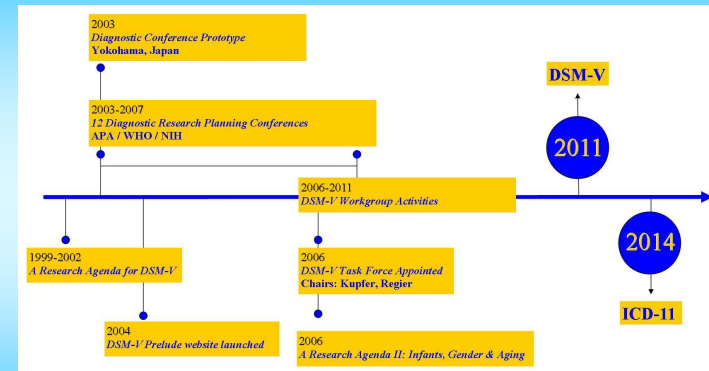 2003
Diagnostic Conference Prototype
Yokohama, Japan
2003-2007
12 Diagnostic Research Planning Conferences
APA / WHO / NIH
DSM-V
2011
2006-2011
DSM-V Workgroup Activities
1999-2002
A Research Agenda for DSM-V
2006
DSM-V Task Force Appointed
Chairs: Kupfer, Regier
2014
ICD-11
2004
DSM-V Prelude website launched
2006
A Research Agenda II: Infants, Gender & Aging